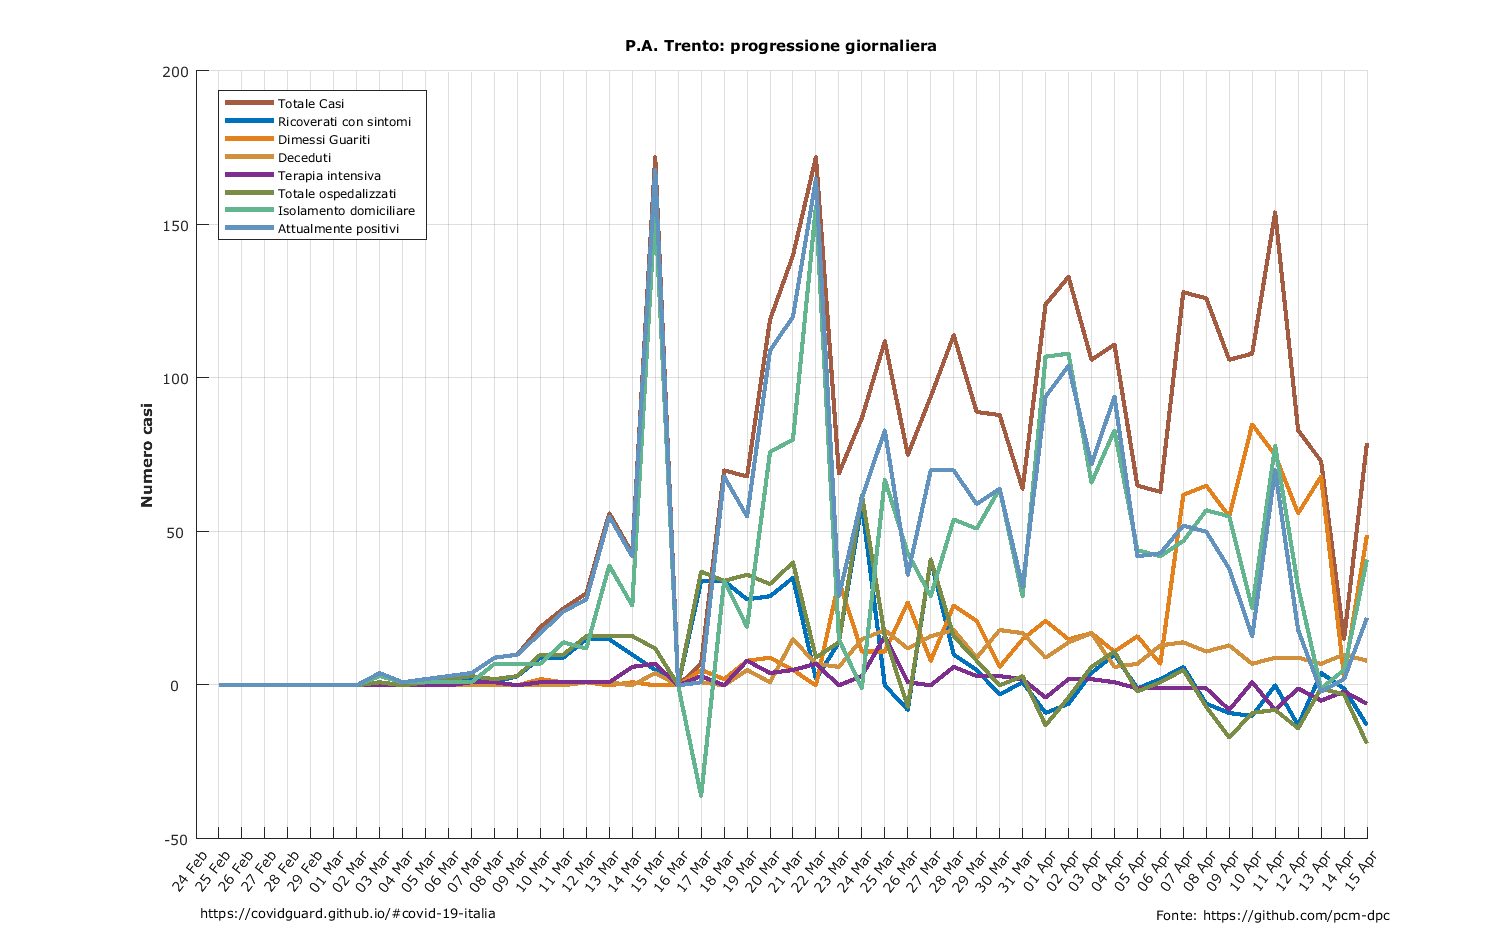 P.A. Trento: progressione giornaliera
200
150
100
50
0
-50
Numero casi
Totale Casi
Ricoverati con sintomi
Dimessi Guariti
Deceduti
Terapia intensiva
Totale ospedalizzati
Isolamento domiciliare
Attualmente positivi
24 Feb
25 Feb
26 Feb
27 Feb
28 Feb
29 Feb
01 Mar
02 Mar
03 Mar
04 Mar
05 Mar
06 Mar
07 Mar
08 Mar
09 Mar
10 Mar
11 Mar
12 Mar
13 Mar
14 Mar
15 Mar
16 Mar
17 Mar
18 Mar
19 Mar
20 Mar
21 Mar
22 Mar
23 Mar
24 Mar
25 Mar
26 Mar
27 Mar
28 Mar
29 Mar
30 Mar
31 Mar
01 Apr
02 Apr
03 Apr
04 Apr
05 Apr
06 Apr
07 Apr
08 Apr
09 Apr
10 Apr
11 Apr
12 Apr
13 Apr
14 Apr
15 Apr
https://covidguard.github.io/#covid-19-italia
Fonte: https://github.com/pcm-dpc